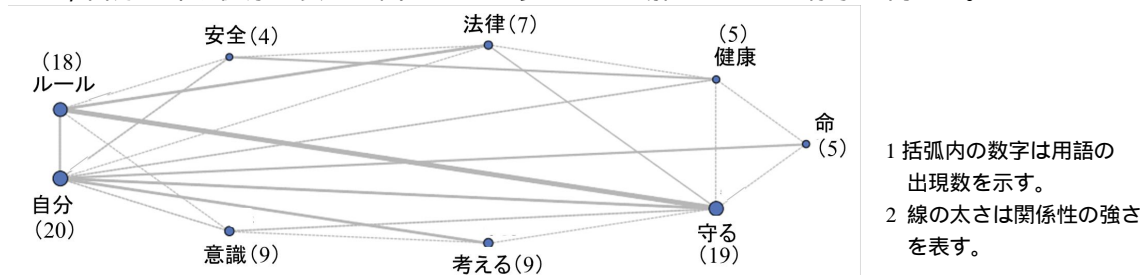 安全(4)
法律(7)
(5)
健康
(18)
ルール
命
(5)
自分
(20)
意識(9)
考える(9)
守る
(19)
1 括弧内の数字は用語の
出現数を示す。
2 線の太さは関係性の強さ
を表す。